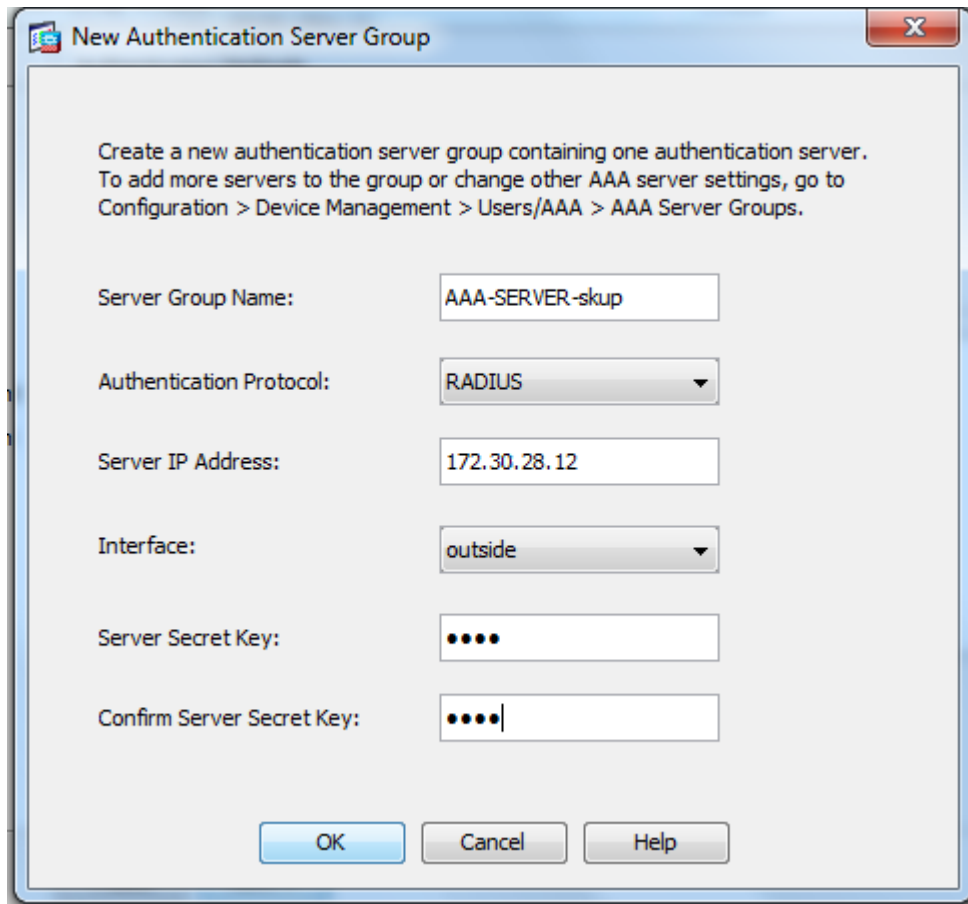 New Authentication Server Group
Create a new authentication server group containing one authentication server.
To add more servers to the group or change other AAA server settings, go to
Configuration > Device Management > Users/AAA > AAA Server Groups.
Server Group Name: AAA-SERVER-skup
Authentication Protocol: RADIUS
Server IP Address: 172.30.28.12
Interface: outside
Server Secret Key: ••••
Confirm Server Secret Key: ••••
OK Cancel Help